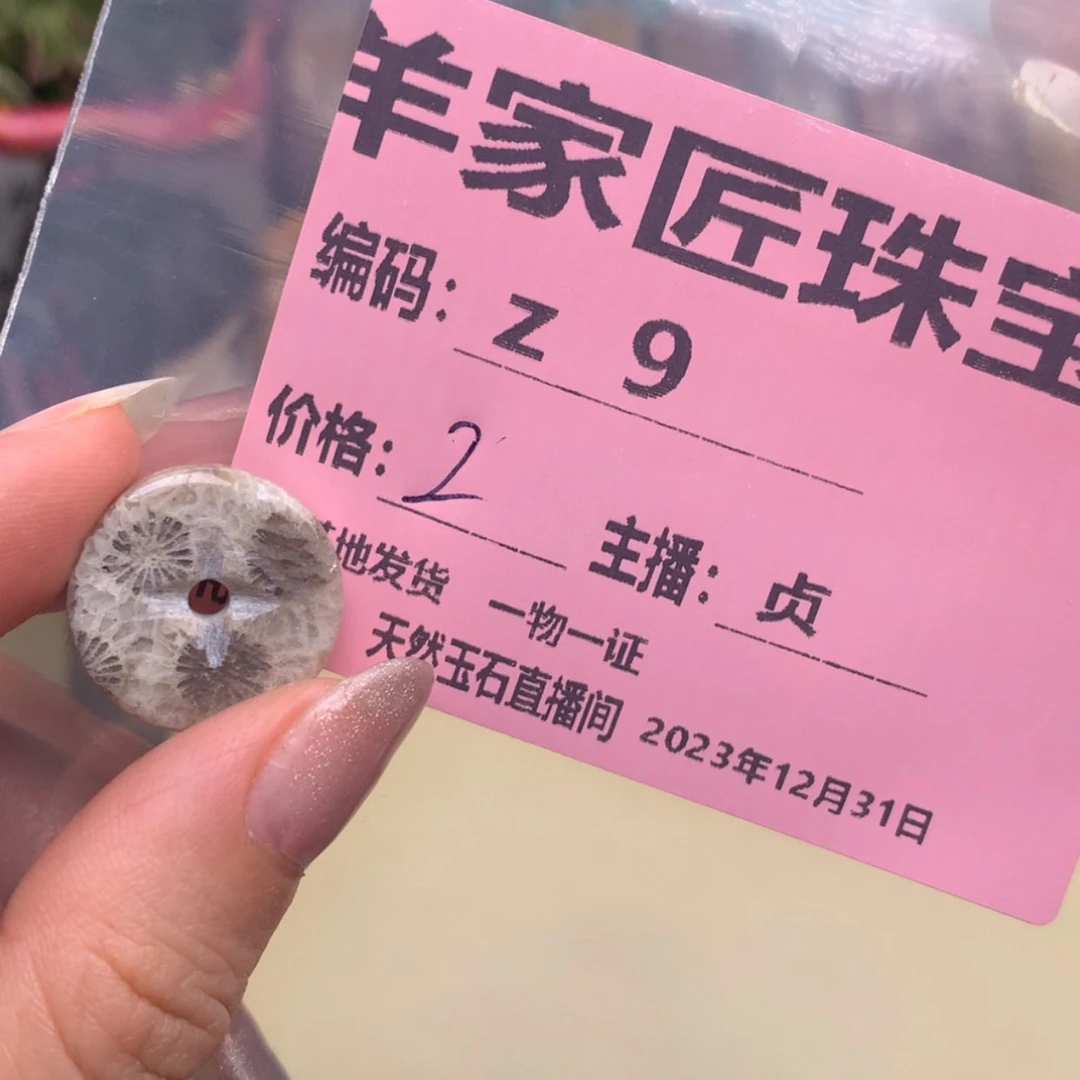 羊家匠珠宝
编码: z 9
价格: 2
主播: 贞
地发货 一物一证
天然玉石直播间 2023年12月31日